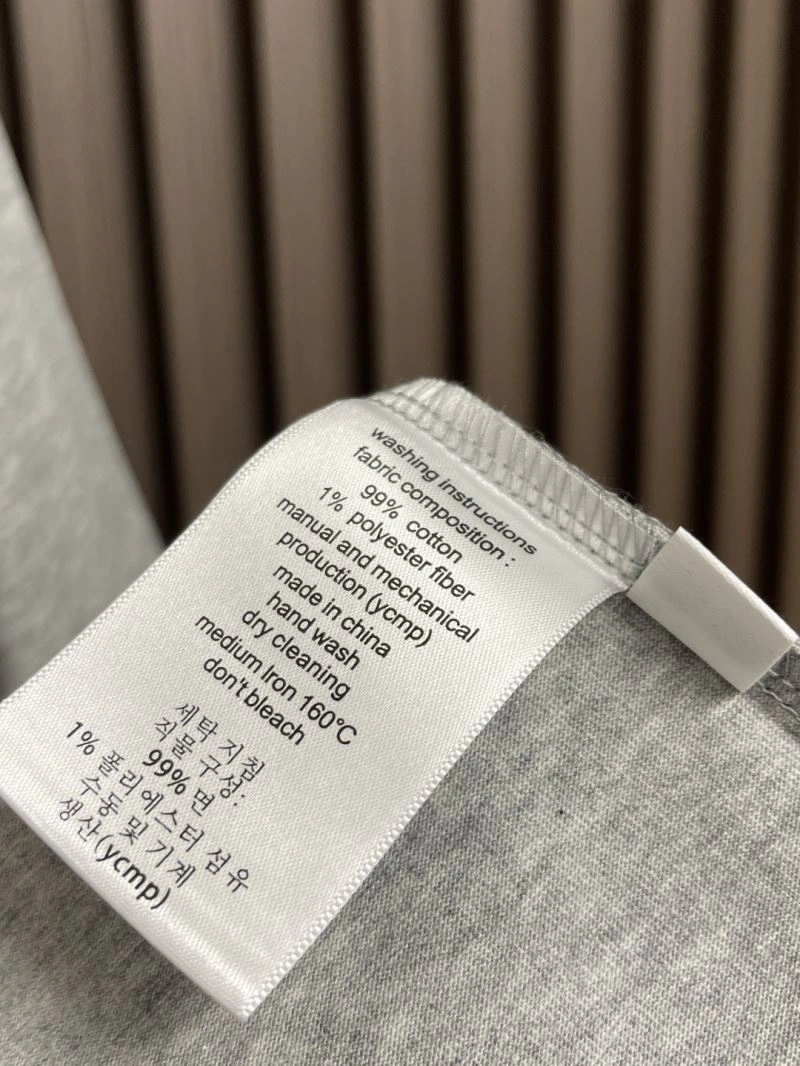 washing instructions
fabric composition :
99% cotton
1% polyester fiber
manual and mechanical
production (ycmp)
made in china
hand wash
dry cleaning
medium Iron 160°C
don't bleach
세탁 지침
직물 구성:
99% 면
1% 폴리에스터 섬유
수동 및 기계
생산(ycmp)